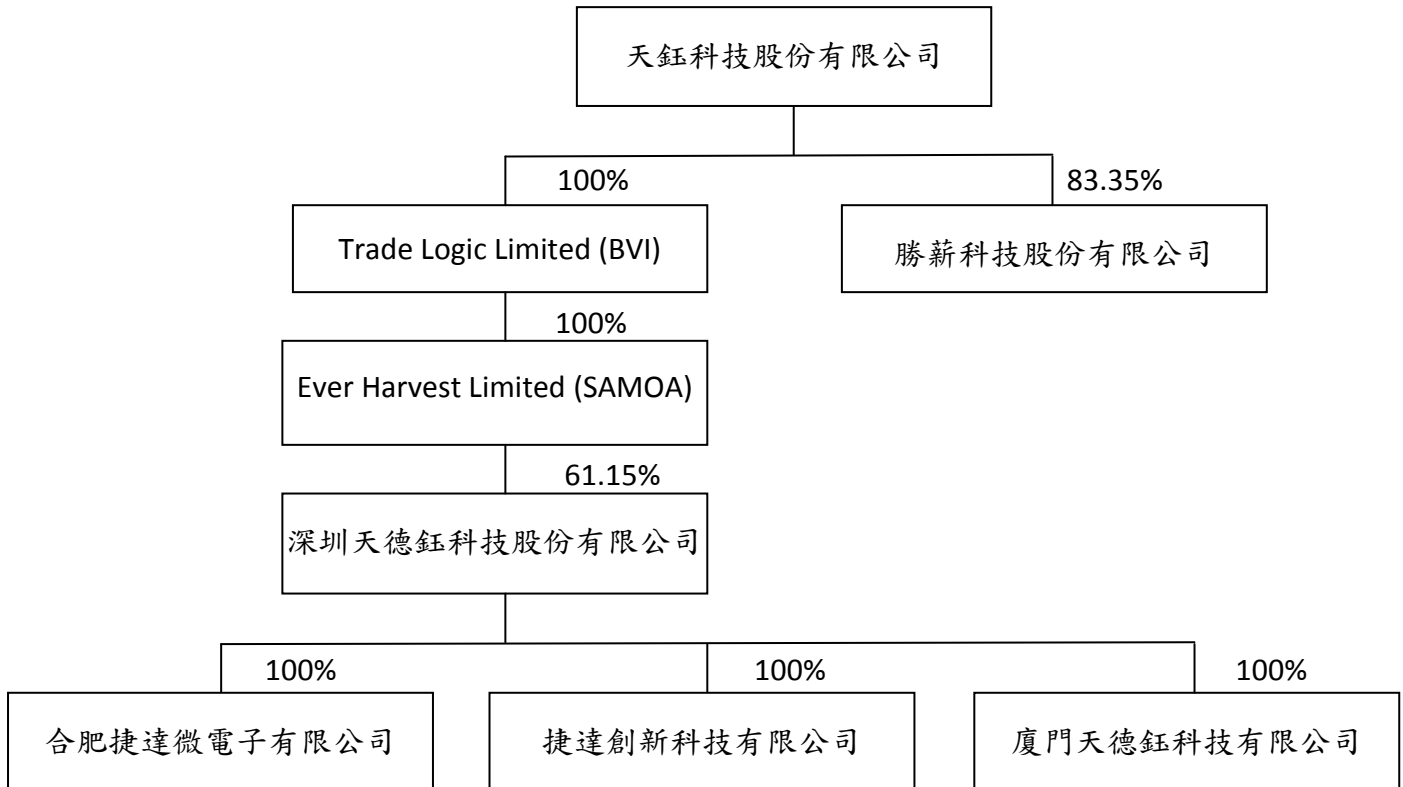 天鈺科技股份有限公司
100%
83.35%
Trade Logic Limited (BVI)
勝薪科技股份有限公司
100%
Ever Harvest Limited (SAMOA)
61.15%
深圳天德鈺科技股份有限公司
100%
100%
100%
合肥捷達微電子有限公司
捷達創新科技有限公司
廈門天德鈺科技有限公司